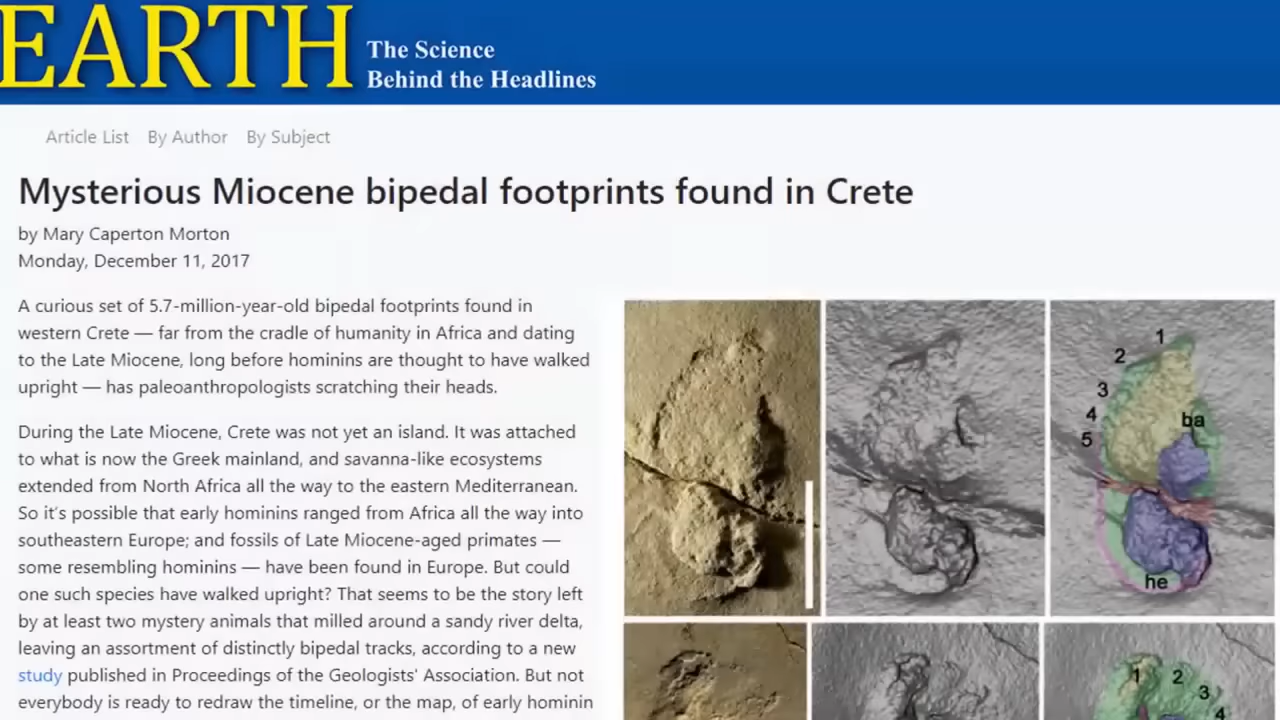 EARTH
The Science
Behind the Headlines
Article List By Author By Subject
Mysterious Miocene bipedal footprints found in Crete
by Mary Caperton Morton
Monday, December 11, 2017
A curious set of 5.7-million-year-old bipedal footprints found in
western Crete — far from the cradle of humanity in Africa and dating
to the Late Miocene, long before hominins are thought to have walked
upright — has paleoanthropologists scratching their heads.
During the Late Miocene, Crete was not yet an island. It was attached
to what is now the Greek mainland, and savanna-like ecosystems
extended from North Africa all the way to the eastern Mediterranean.
So it's possible that early hominins ranged from Africa all the way into
southeastern Europe; and fossils of Late Miocene-aged primates —
some resembling hominins — have been found in Europe. But could
one such species have walked upright? That seems to be the story left
by at least two mystery animals that milled around a sandy river delta,
leaving an assortment of distinctly bipedal tracks, according to a new
study published in Proceedings of the Geologists' Association. But not
everybody is ready to redraw the timeline, or the map, of early hominin
1
2
3
4
5
ba
he
1
2
3
4